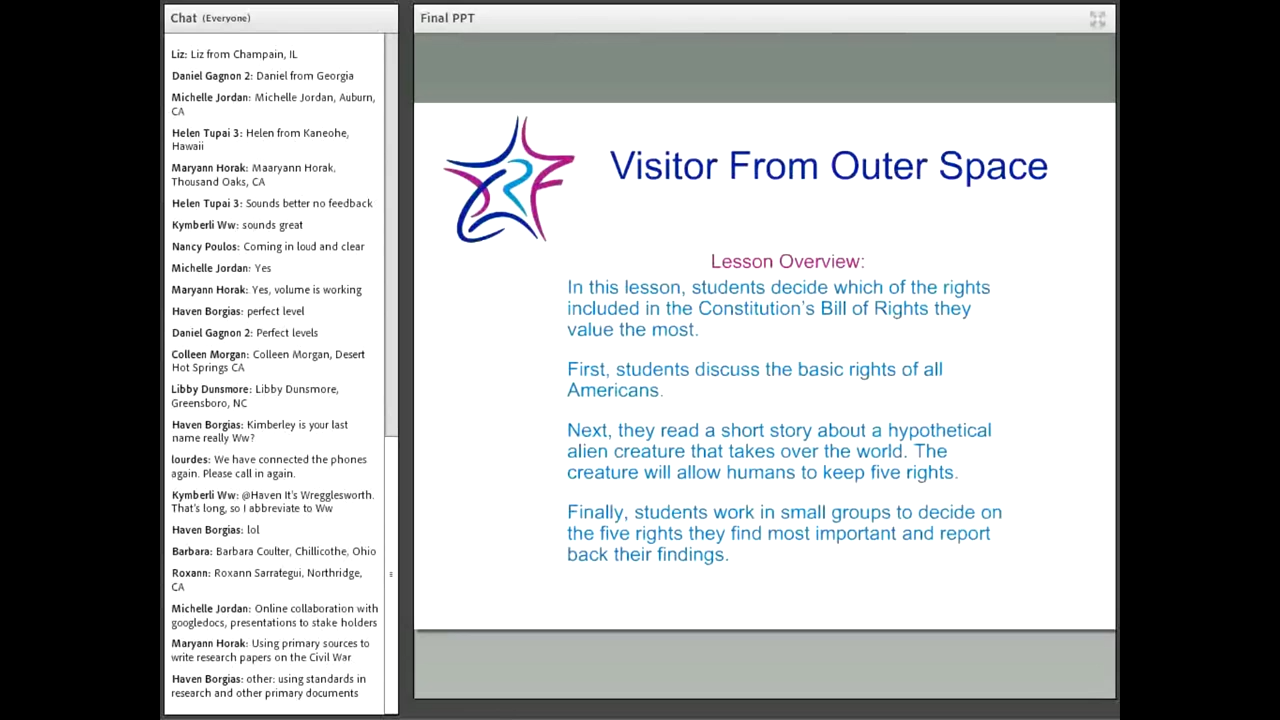 Chat (Everyone)
Liz: Liz from Champain, IL
Daniel Gagnon 2: Daniel from Georgia
Michelle Jordan: Michelle Jordan, Auburn,
CA
Helen Tupai 3: Helen from Kaneohe,
Hawaii
Maryann Horak: Maaryann Horak,
Thousand Oaks, CA
Helen Tupai 3: Sounds better no feedback
Kymberli Ww: sounds great
Nancy Poulos: Coming in loud and clear
Michelle Jordan: Yes
Maryann Horak: Yes, volume is working
Haven Borgias: perfect level
Daniel Gagnon 2: Perfect levels
Colleen Morgan: Colleen Morgan, Desert
Hot Springs CA
Libby Dunsmore: Libby Dunsmore,
Greensboro, NC
Haven Borgias: Kimberley is your last
name really Ww?
lourdes: We have connected the phones
again. Please call in again.
Kymberli Ww: @Haven It's Wregglesworth.
That's long, so I abbreviate to Ww
Haven Borgias: lol
Barbara: Barbara Coulter, Chillicothe, Ohio
Roxann: Roxann Sarrategui, Northridge,
CA
Michelle Jordan: Online collaboration with
googledocs, presentations to stake holders
Maryann Horak: Using primary sources to
write research papers on the Civil War
Haven Borgias: other: using standards in
research and other primary documents
Final PPT
CRF
Visitor From Outer Space
Lesson Overview:
In this lesson, students decide which of the rights
included in the Constitution's Bill of Rights they
value the most.
First, students discuss the basic rights of all
Americans.
Next, they read a short story about a hypothetical
alien creature that takes over the world. The
creature will allow humans to keep five rights.
Finally, students work in small groups to decide on
the five rights they find most important and report
back their findings.